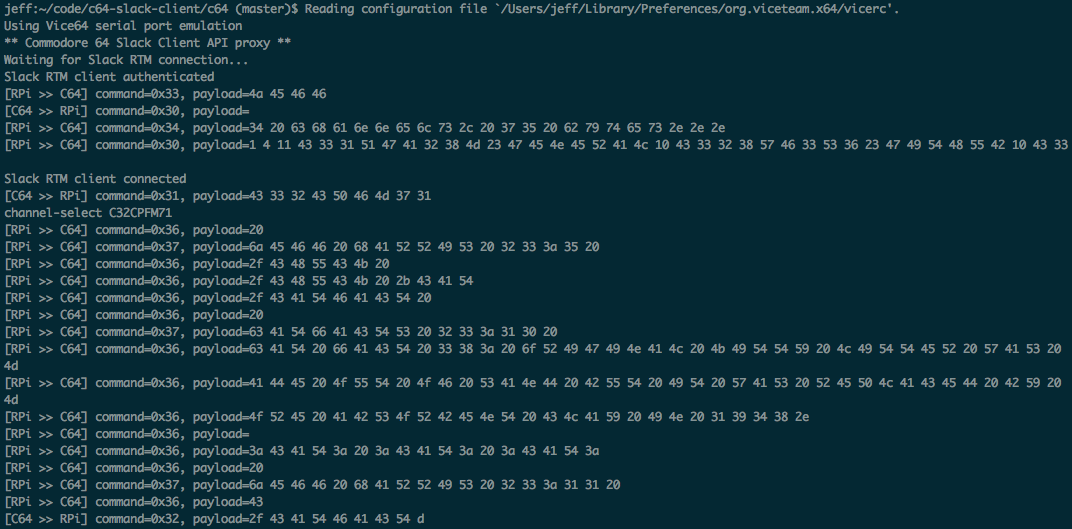 jeff:~/code/c64-slack-client/c64 (master)$ Reading configuration file `/Users/jeff/Library/Preferences/org.viceteam.x64/vicerc'.
Using Vice64 serial port emulation
** Commodore 64 Slack Client API proxy **
Waiting for Slack RTM connection...
Slack RTM client authenticated
[RPi >> C64] command=0x33, payload=4a 45 46 46
[C64 >> RPi] command=0x30, payload=
[RPi >> C64] command=0x34, payload=34 20 63 68 61 6e 6e 65 6c 73 2c 20 37 35 20 62 79 74 65 73 2e 2e 2e
[RPi >> C64] command=0x30, payload=1 4 11 43 33 31 51 47 41 32 38 4d 23 47 45 4e 45 52 41 4c 10 43 33 32 38 57 46 33 53 36 23 47 49 54 48 55 42 10 43 33
Slack RTM client connected
[C64 >> RPi] command=0x31, payload=43 33 32 43 50 46 4d 37 31
channel-select C32CPFM71
[RPi >> C64] command=0x36, payload=20
[RPi >> C64] command=0x37, payload=6a 45 46 46 20 68 41 52 52 49 53 20 32 33 3a 35 20
[RPi >> C64] command=0x36, payload=2f 43 48 55 43 4b 20
[RPi >> C64] command=0x36, payload=2f 43 48 55 43 4b 20 2b 43 41 54
[RPi >> C64] command=0x36, payload=2f 43 41 54 46 41 43 54 20
[RPi >> C64] command=0x36, payload=20
[RPi >> C64] command=0x37, payload=63 41 54 66 41 43 54 53 20 32 33 3a 31 30 20
[RPi >> C64] command=0x36, payload=63 41 54 20 66 41 43 54 20 33 38 3a 20 6f 52 49 47 49 4e 41 4c 20 4b 49 54 54 59 20 4c 49 54 54 45 52 20 57 41 53 20
4d
[RPi >> C64] command=0x36, payload=41 44 45 20 4f 55 54 20 4f 46 20 53 41 4e 44 20 42 55 54 20 49 54 20 57 41 53 20 52 45 50 4c 41 43 45 44 20 42 59 20
4d
[RPi >> C64] command=0x36, payload=4f 52 45 20 41 42 53 4f 52 42 45 4e 54 20 43 4c 41 59 20 49 4e 20 31 39 34 38 2e
[RPi >> C64] command=0x36, payload=
[RPi >> C64] command=0x36, payload=3a 43 41 54 3a 20 3a 43 41 54 3a 20 3a 43 41 54 3a
[RPi >> C64] command=0x36, payload=20
[RPi >> C64] command=0x37, payload=6a 45 46 46 20 68 41 52 52 49 53 20 32 33 3a 31 31 20
[RPi >> C64] command=0x36, payload=43
[C64 >> RPi] command=0x32, payload=2f 43 41 54 46 41 43 54 d